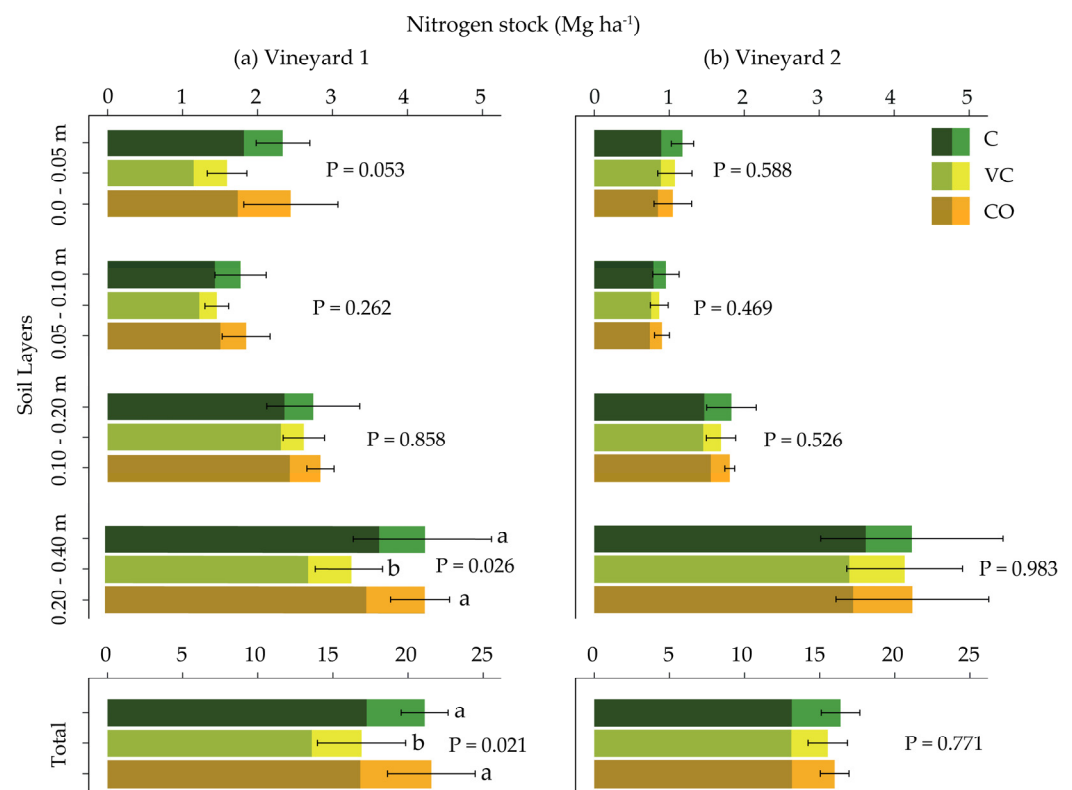 Nitrogen stock (Mg ha⁻¹)
(a) Vineyard 1
(b) Vineyard 2
0 1 2 3 4 5
0 1 2 3 4 5
Soil Layers
0.0 - 0.05 m
P = 0.053
P = 0.588
C
VC
CO
0.05 - 0.10 m
P = 0.262
P = 0.469
0.10 - 0.20 m
P = 0.858
P = 0.526
0.20 - 0.40 m
a
b
P = 0.026
a
P = 0.983
0 5 10 15 20 25
0 5 10 15 20 25
Total
a
b
P = 0.021
a
P = 0.771